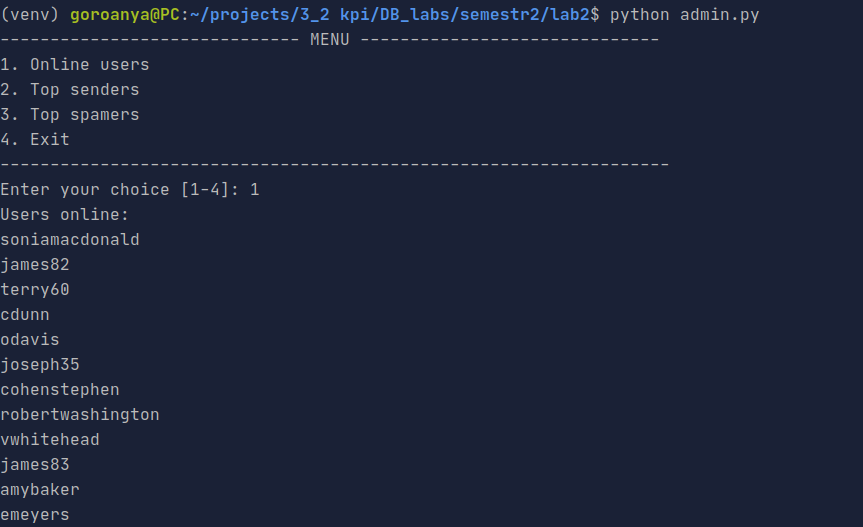 (venv) goroanya@PC:~/projects/3_2 kpi/DB_labs/semestr2/lab2$ python admin.py
------------------------------ MENU ------------------------------
1. Online users
2. Top senders
3. Top spamers
4. Exit
-------------------------------------------------------------------
Enter your choice [1-4]: 1
Users online:
soniamacdonald
james82
terry60
cdunn
odavis
joseph35
cohenstephen
robertwashington
vwhitehead
james83
amybaker
emeyers